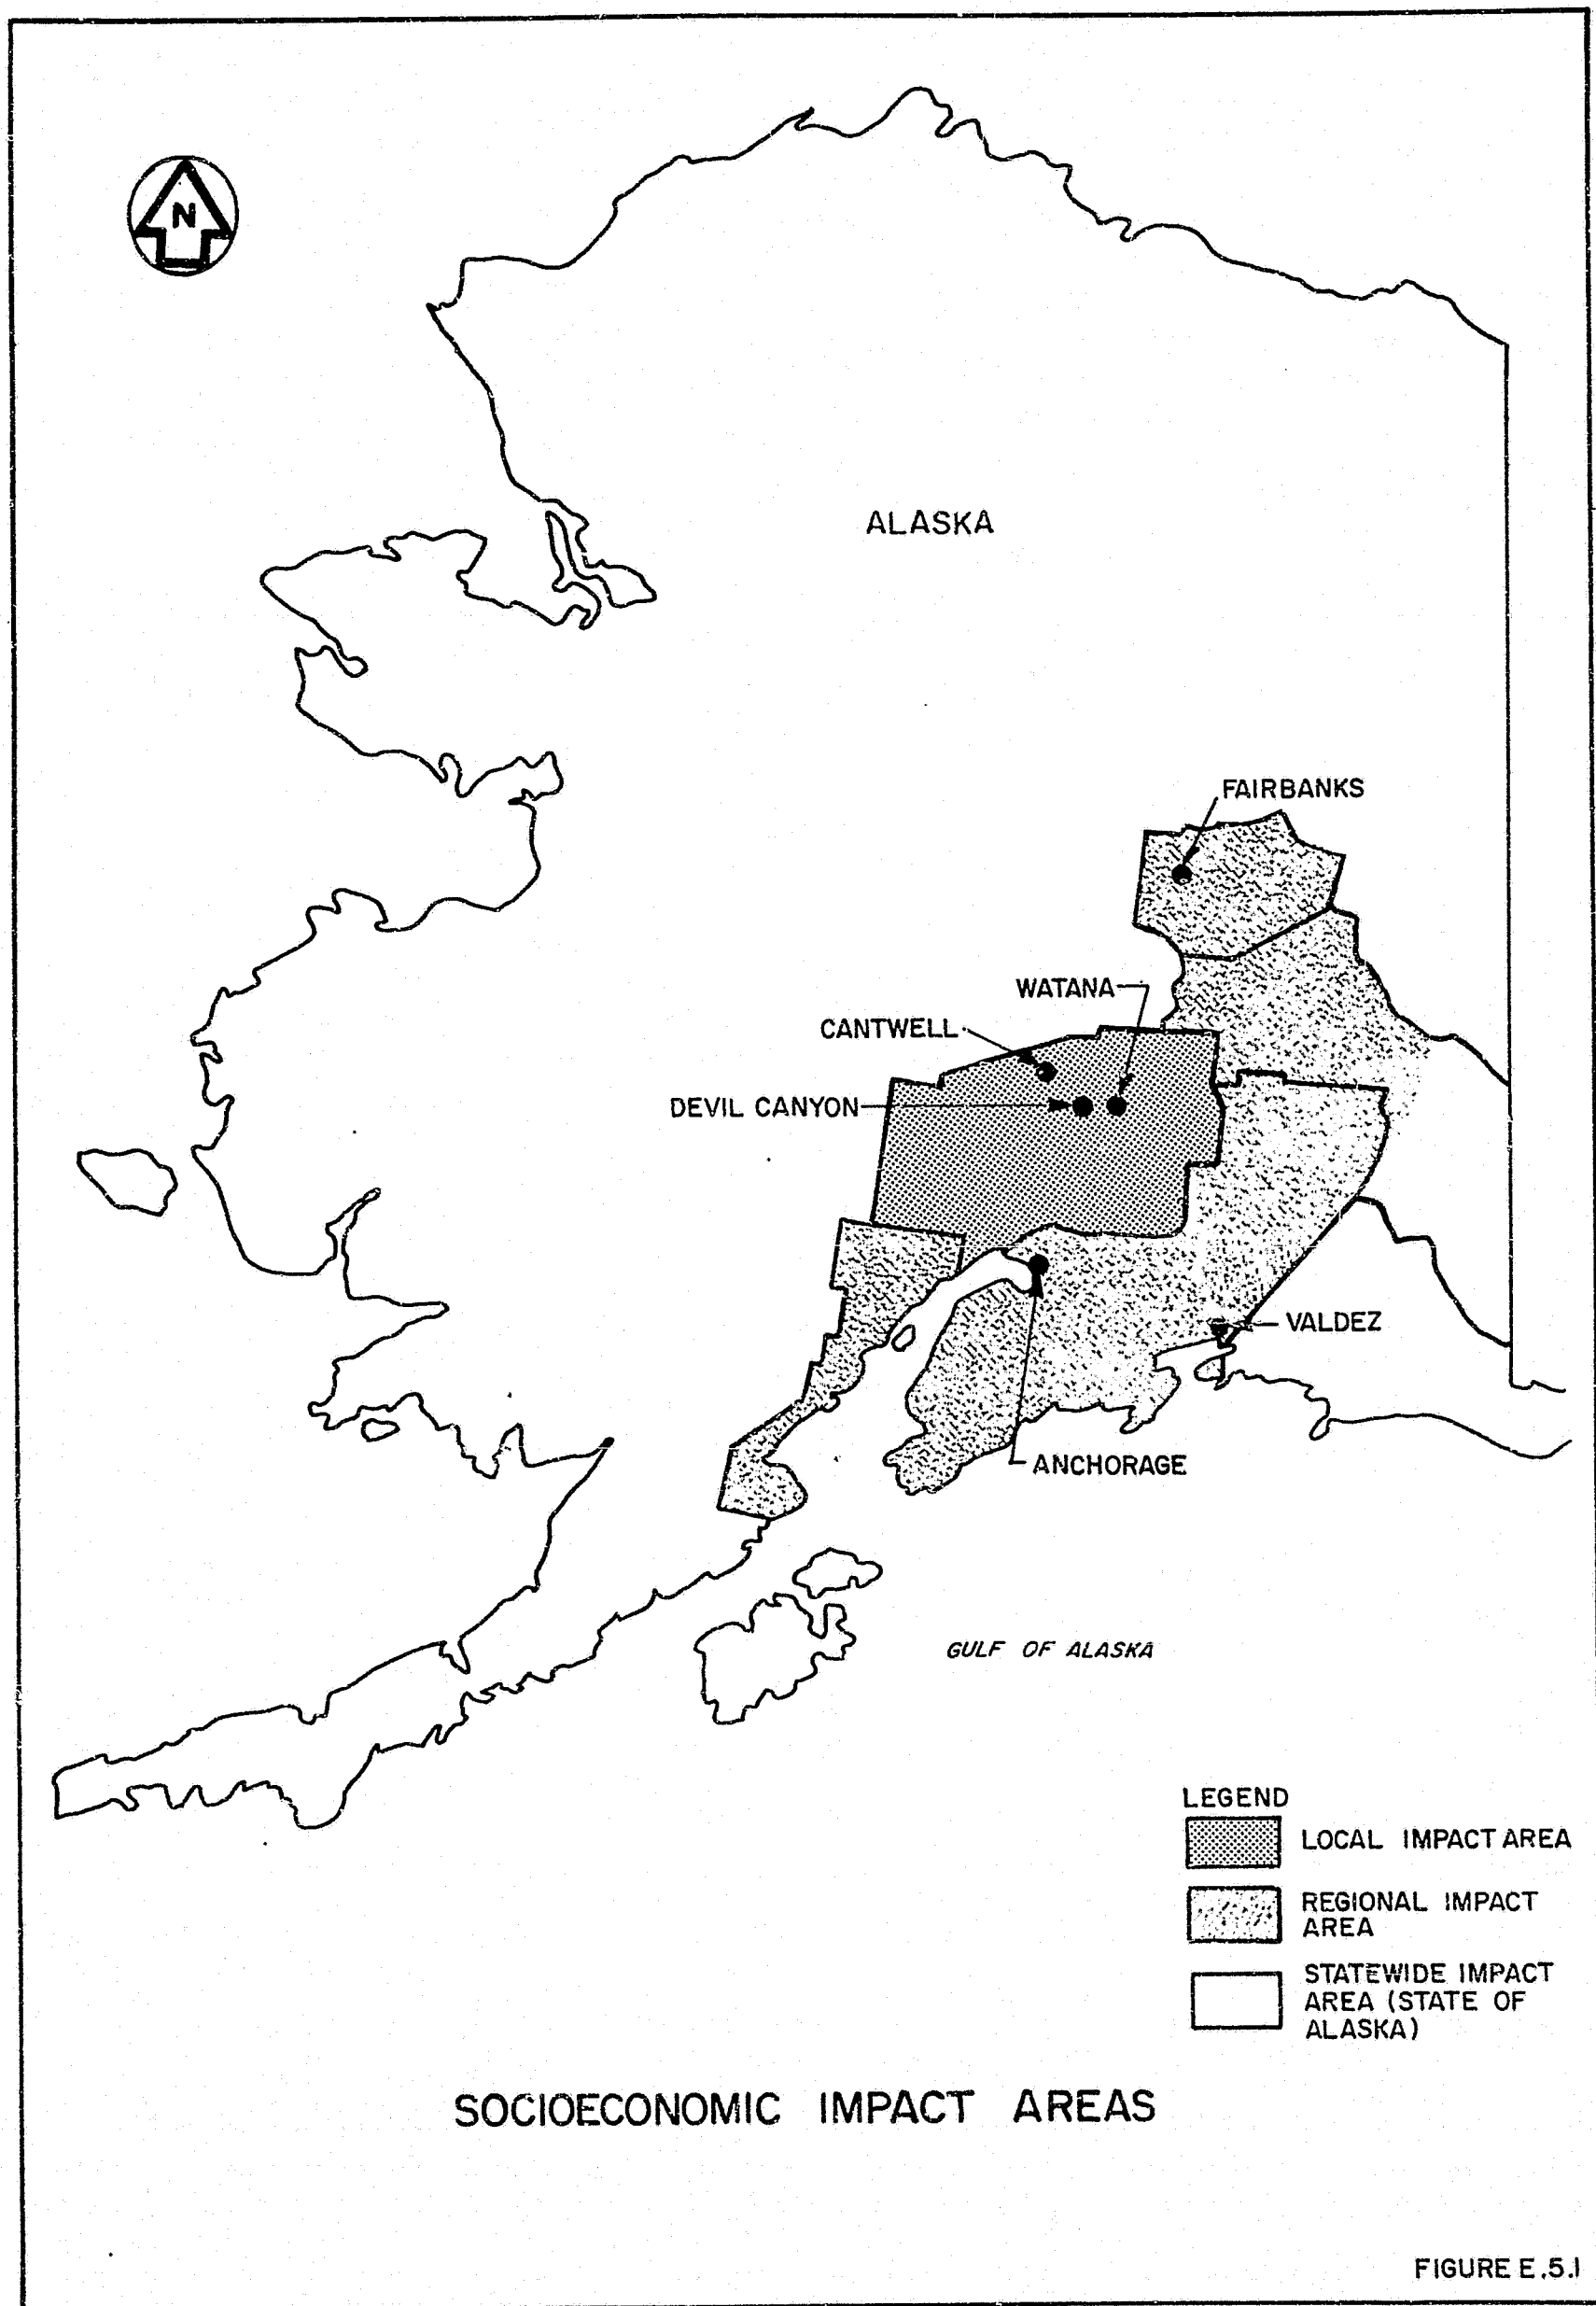 N
ALASKA
FAIRBANKS
WATANA
CANTWELL
DEVIL CANYON
VALDEZ
ANCHORAGE
GULF OF ALASKA
LEGEND
LOCAL IMPACT AREA
REGIONAL IMPACT
AREA
STATEWIDE IMPACT
AREA (STATE OF
ALASKA)
SOCIOECONOMIC IMPACT AREAS
FIGURE E.5.1